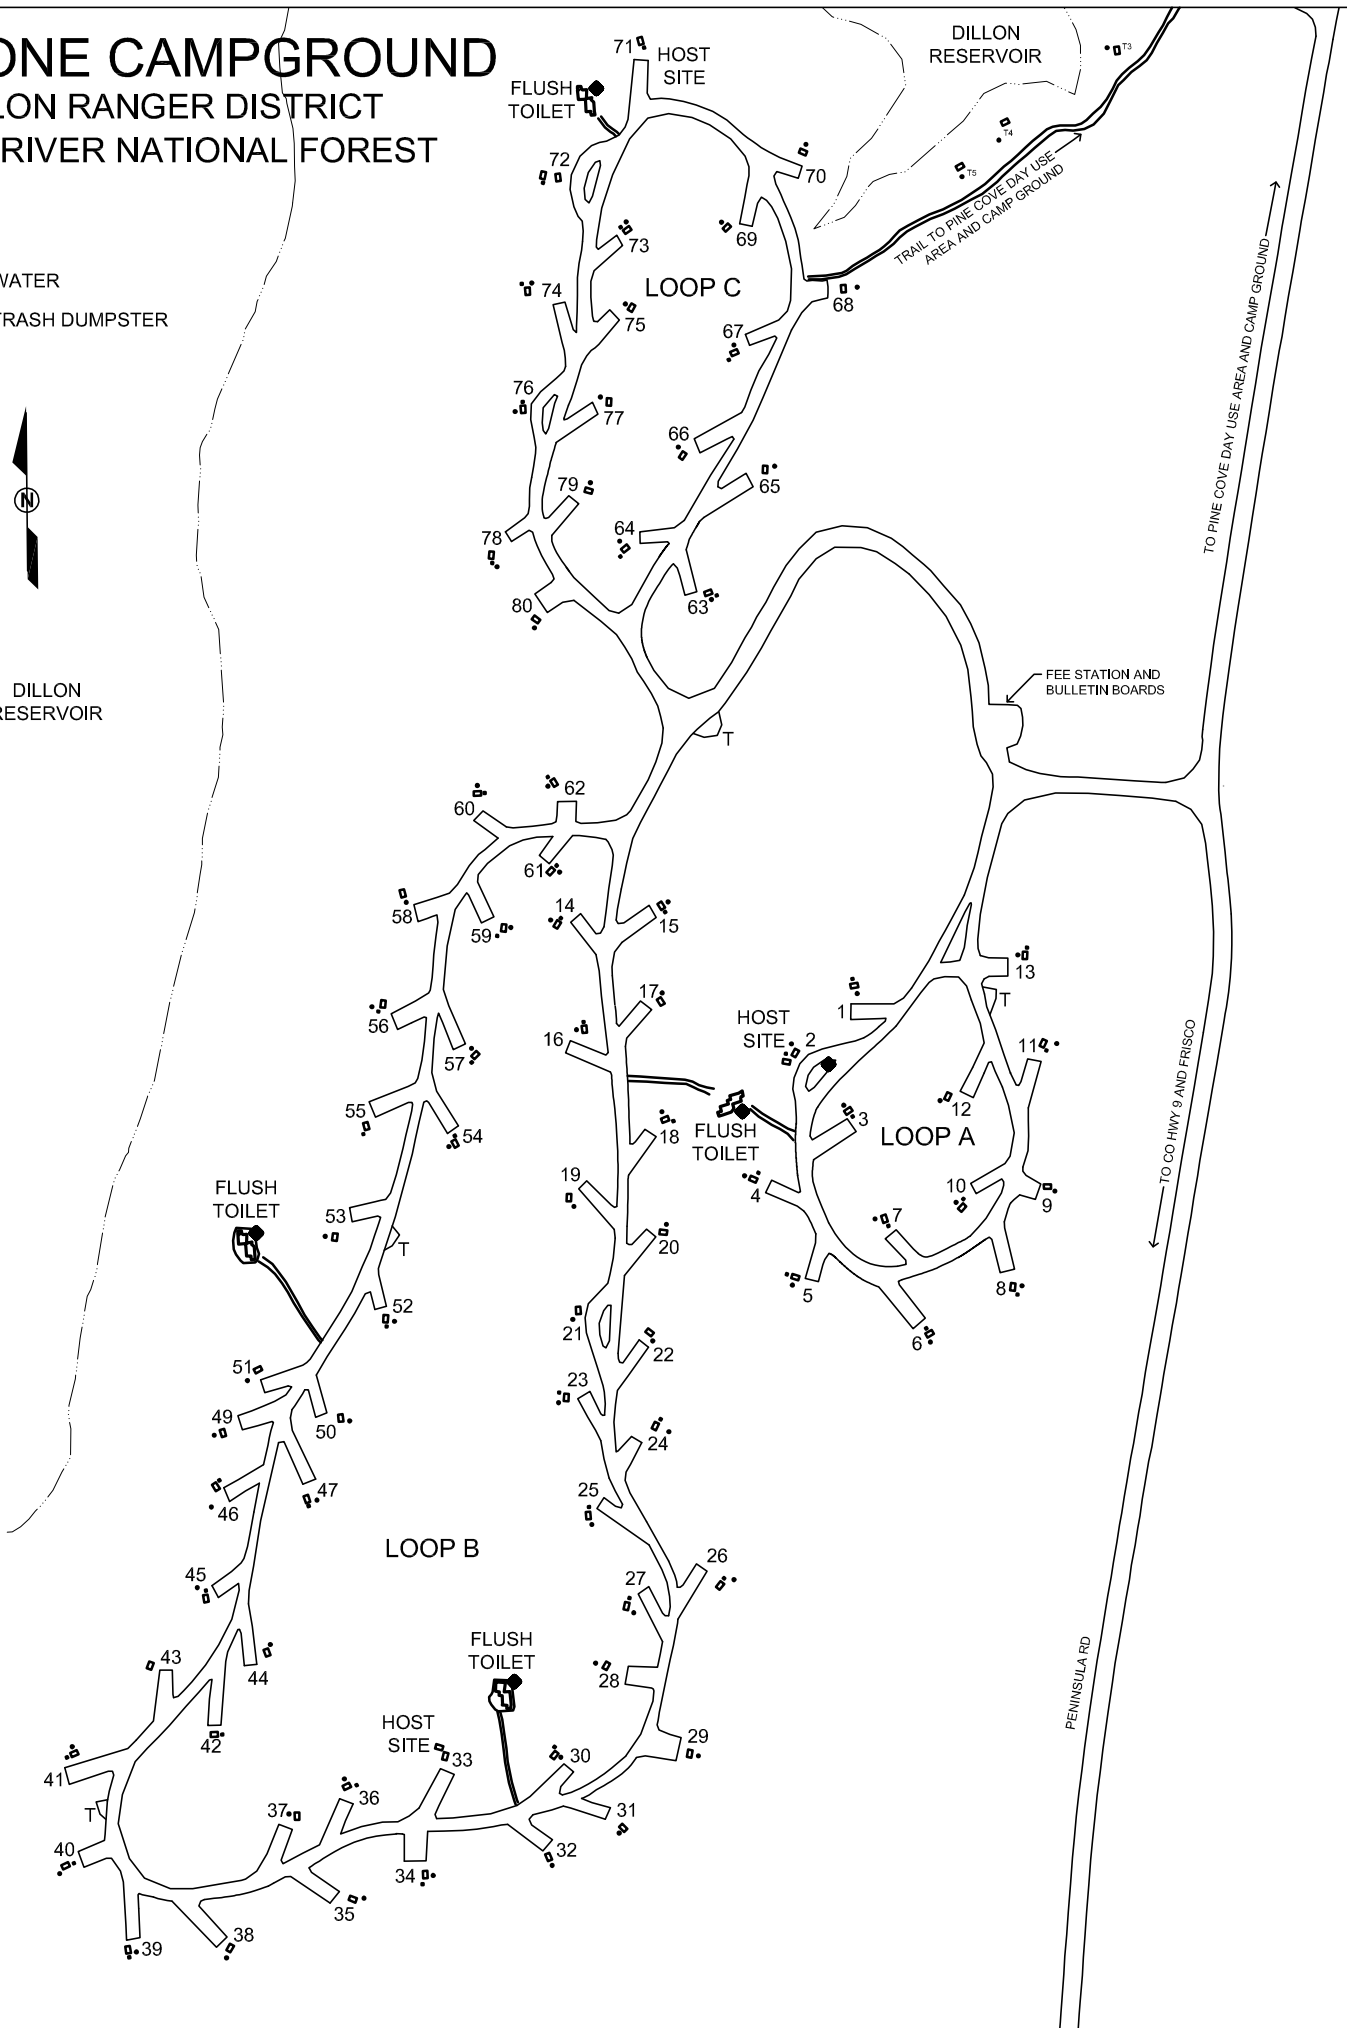 ONE CAMPGROUND
LON RANGER DISTRICT
RIVER NATIONAL FOREST
WATER
TRASH DUMPSTER
N
DILLON
RESERVOIR
71
HOST
SITE
FLUSH
TOILET
72
70
69
73
LOOP C
74
75
68
67
76
77
66
65
79
78
64
63
80
DILLON
RESERVOIR
T3
T4
T5
TRAIL TO PINE COVE DAY USE
AREA AND CAMP GROUND
TO PINE COVE DAY USE AREA AND CAMP GROUND
FEE STATION AND
BULLETIN BOARDS
T
62
60
61
58
59
14
15
13
T
17
1
HOST
SITE
2
16
56
57
11
12
3
LOOP A
FLUSH
TOILET
18
55
54
TO CO HWY 9 AND FRISCO
FLUSH
TOILET
19
4
10
9
53
7
T
20
52
5
8
21
6
22
51
23
49
50
24
47
46
25
LOOP B
26
45
27
43
44
FLUSH
TOILET
28
PENINSULA RD
42
HOST
SITE
33
29
30
41
36
T
37
31
40
32
34
35
38
39